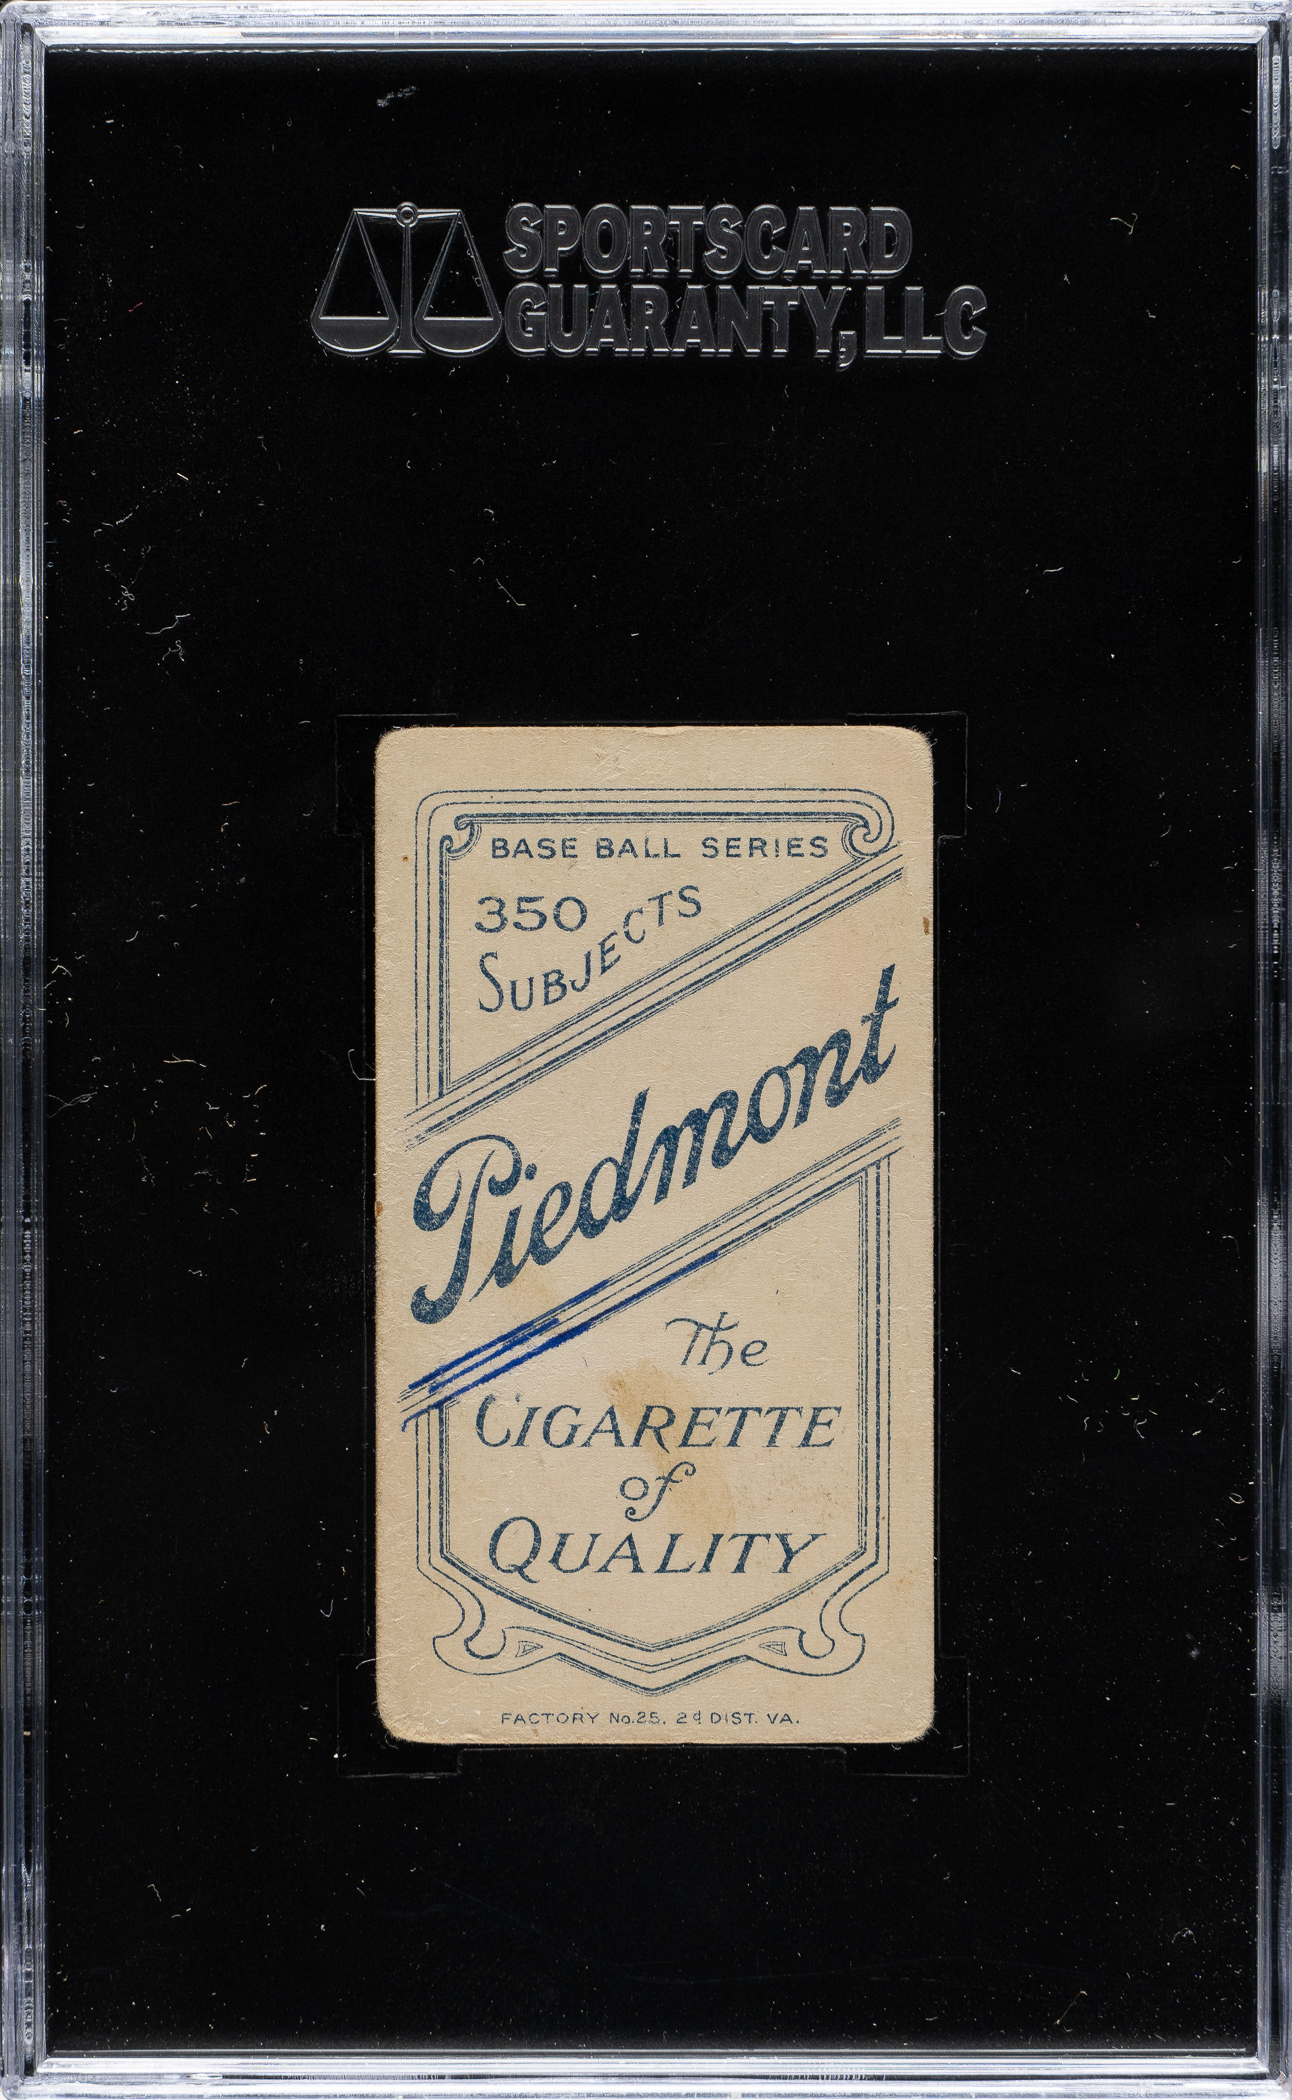 SPORTSCARD
GUARANTY, LLC
BASE BALL SERIES
350
SUBJECTS
Piedmont
The
CIGARETTE
of
QUALITY
FACTORY No.25, 2d DIST. VA.